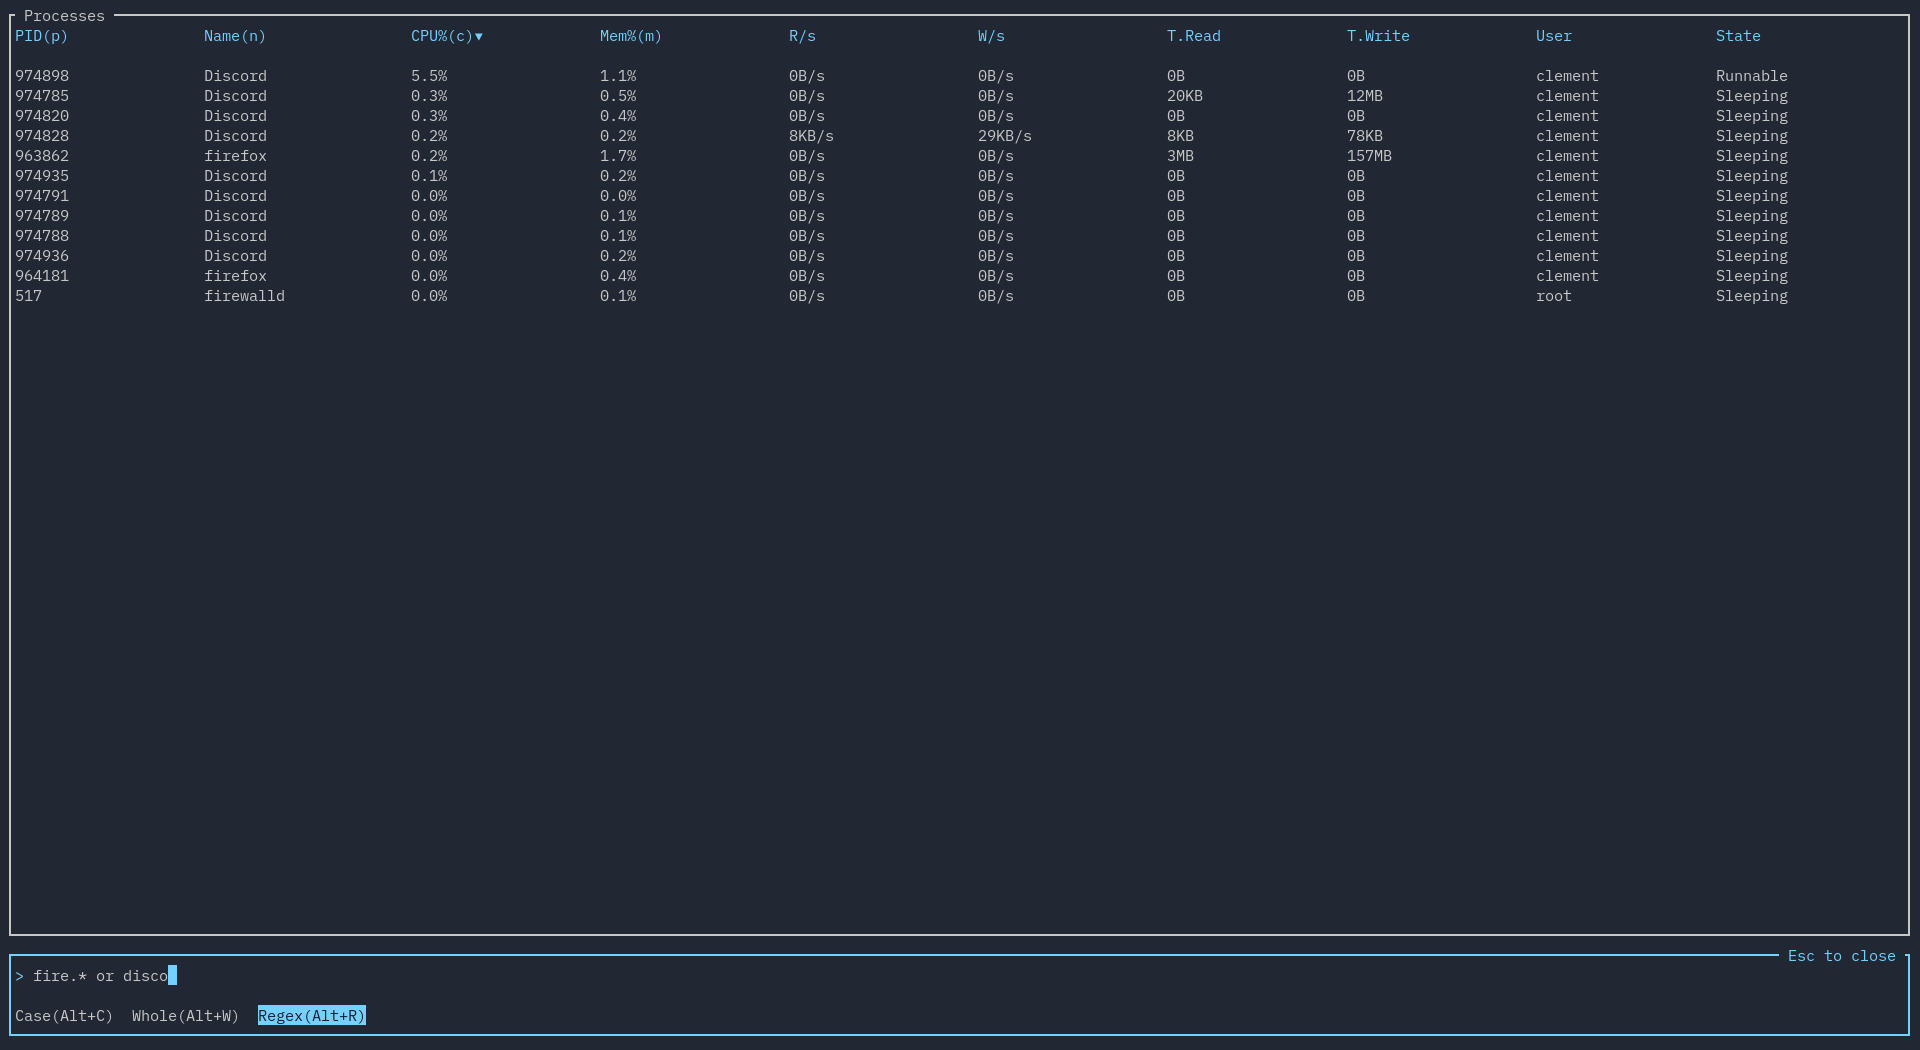 Processes
PID(p) Name(n) CPU%(c)▼ Mem%(m) R/s W/s T.Read T.Write User State
974898 Discord 5.5% 1.1% 0B/s 0B/s 0B 0B clement Runnable
974785 Discord 0.3% 0.5% 0B/s 0B/s 20KB 12MB clement Sleeping
974820 Discord 0.3% 0.4% 0B/s 0B/s 0B 0B clement Sleeping
974828 Discord 0.2% 0.2% 8KB/s 29KB/s 8KB 78KB clement Sleeping
963862 firefox 0.2% 1.7% 0B/s 0B/s 3MB 157MB clement Sleeping
974935 Discord 0.1% 0.2% 0B/s 0B/s 0B 0B clement Sleeping
974791 Discord 0.0% 0.0% 0B/s 0B/s 0B 0B clement Sleeping
974789 Discord 0.0% 0.1% 0B/s 0B/s 0B 0B clement Sleeping
974788 Discord 0.0% 0.1% 0B/s 0B/s 0B 0B clement Sleeping
974936 Discord 0.0% 0.2% 0B/s 0B/s 0B 0B clement Sleeping
964181 firefox 0.0% 0.4% 0B/s 0B/s 0B 0B clement Sleeping
517 firewalld 0.0% 0.1% 0B/s 0B/s 0B 0B root Sleeping
Esc to close
> fire.* or disco
Case(Alt+C) Whole(Alt+W) Regex(Alt+R)